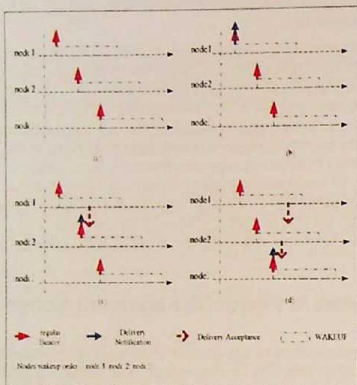 node 1
node 2
node
(a)
node1
node2
node
(b)
node 1
node 2
node
node1
node2
node
(d)
regular Beacon
Delivery Notification
Delivery Acceptance
WAKEUP
Nodes wakeup order node 1 node 2 node